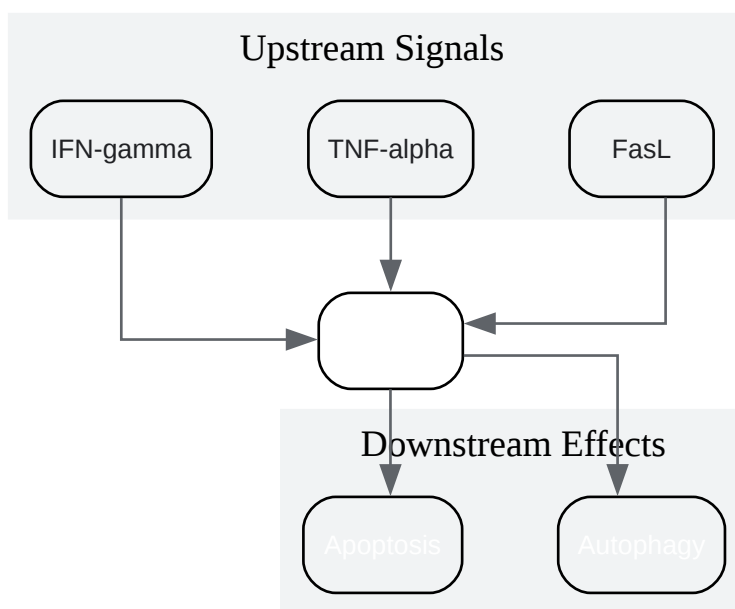 Upstream Signals
IFN-gamma
TNF-alpha
FasL
Downstream Effects
Apoptosis
Autophagy